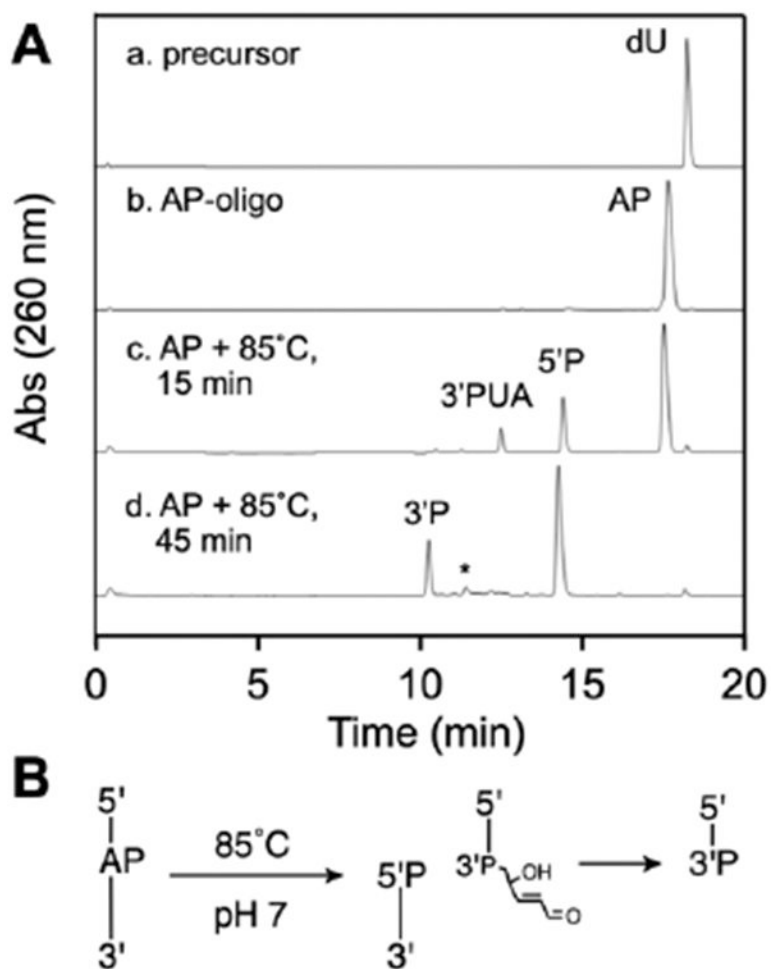 A
a. precursor
dU
b. AP-oligo
AP
c. AP + 85°C,
15 min
3'PUA
5'P
d. AP + 85°C,
45 min
3'P
*
Abs (260 nm)
0 5 10 15 20
Time (min)
B
5'
AP
3'
85°C
pH 7
5'P
3'
5'
3'P
OH
O
5'
3'P